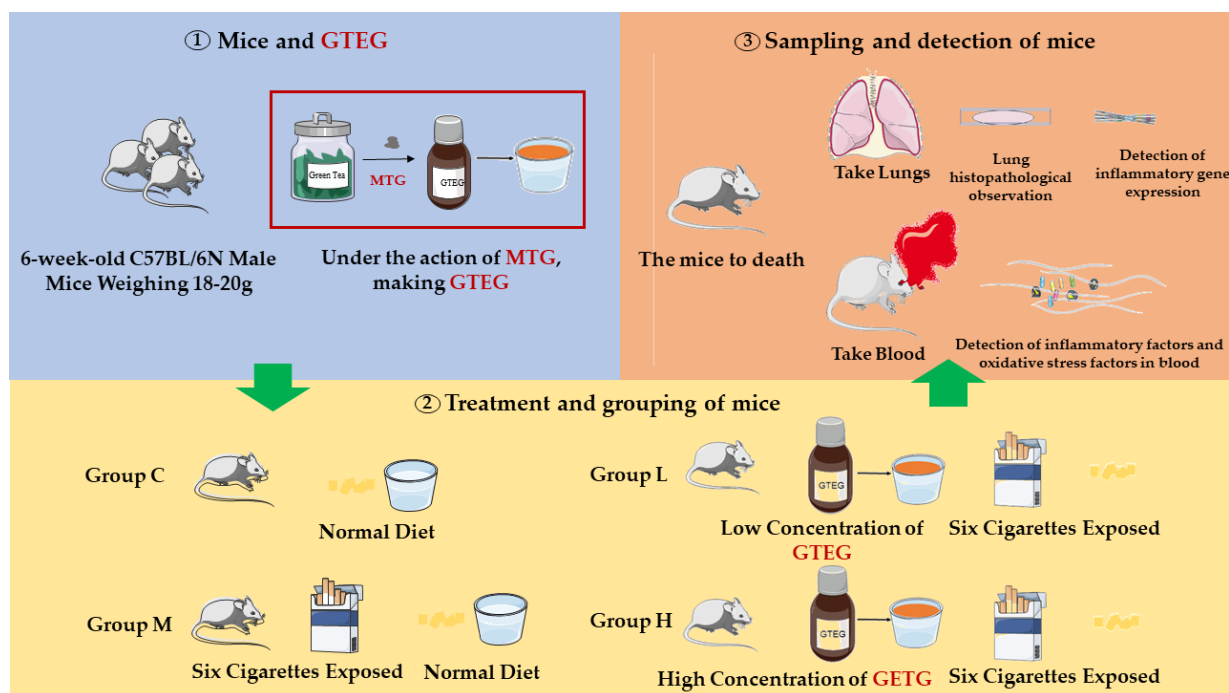 ① Mice and GTEG
Green Tea
MTG
GTEG
6-week-old C57BL/6N Male
Mice Weighing 18-20g
Under the action of MTG,
making GTEG
③ Sampling and detection of mice
The mice to death
Take Lungs
Lung
histopathological
observation
Detection of
inflammatory gene
expression
Take Blood
Detection of inflammatory factors and
oxidative stress factors in blood
② Treatment and grouping of mice
Group C
Normal Diet
Group L
GTEG
Low Concentration of
GTEG
Six Cigarettes Exposed
Group M
Six Cigarettes Exposed
Normal Diet
Group H
GTEG
High Concentration of GETG
Six Cigarettes Exposed